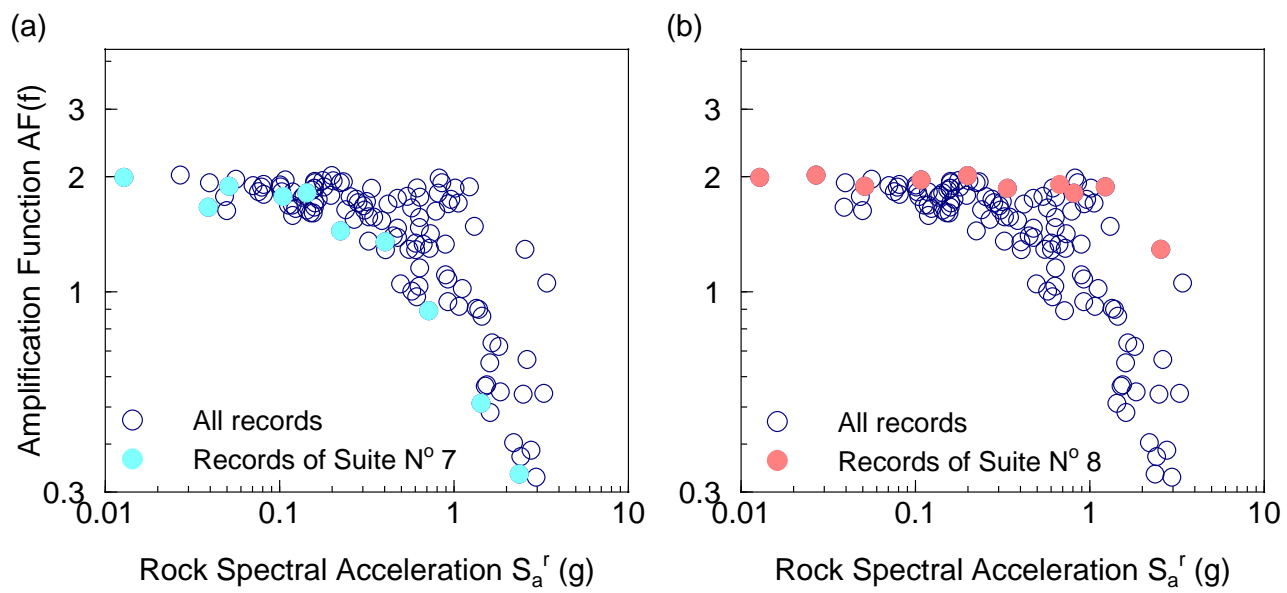 (a)
Amplification Function AF(f)
3
2
1
0.3
0.01
0.1
1
10
All records
Records of Suite Nº 7
Rock Spectral Acceleration Sₐʳ (g)
(b)
3
2
1
0.3
0.01
0.1
1
10
All records
Records of Suite Nº 8
Rock Spectral Acceleration Sₐʳ (g)